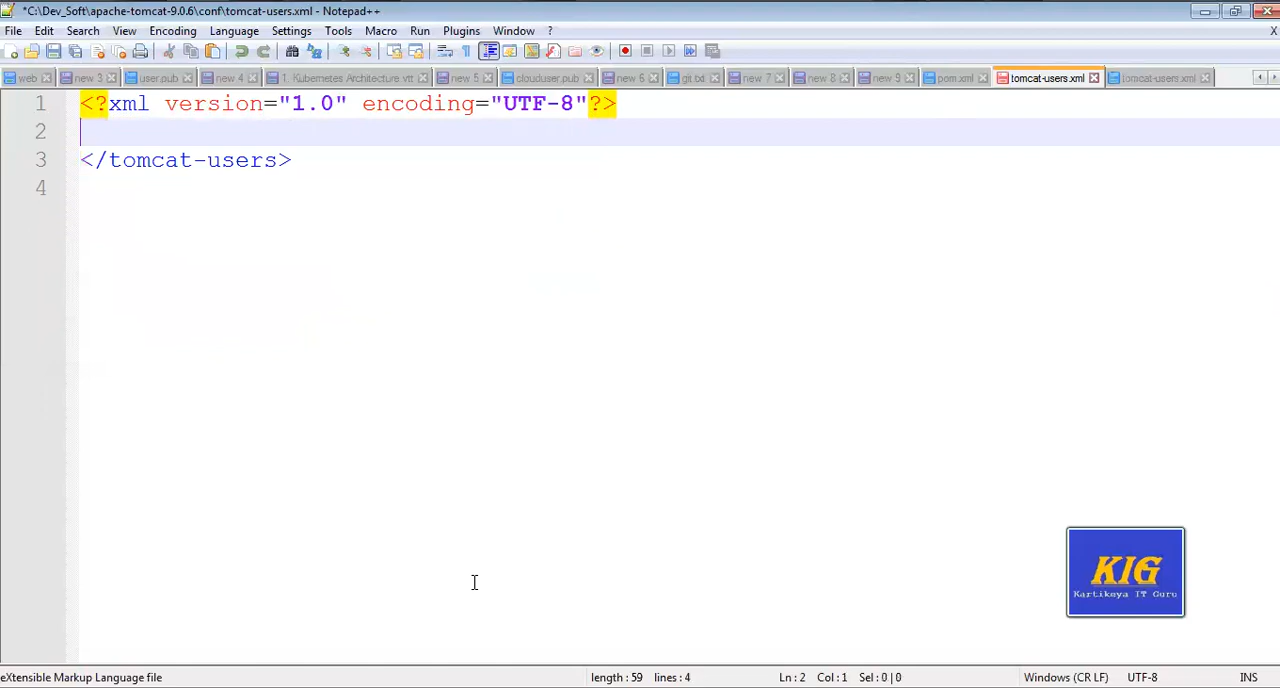 *C:\Dev_Soft\apache-tomcat-9.0.6\conf\tomcat-users.xml - Notepad++
File Edit Search View Encoding Language Settings Tools Macro Run Plugins Window ? X
web new 3 user.pub new 4 1. Kubernetes Architecture vtt new 5 clouduser.pub new 6 git.txt new 7 new 8 new 9 pom.xml tomcat-users.xml tomcat-users.xml
1 <?xml version="1.0" encoding="UTF-8"?>
2
3 </tomcat-users>
4
KIG
Kartikeya IT Guru
eXtensible Markup Language file length : 59 lines : 4 Ln : 2 Col : 1 Sel : 0 | 0 Windows (CR LF) UTF-8 INS